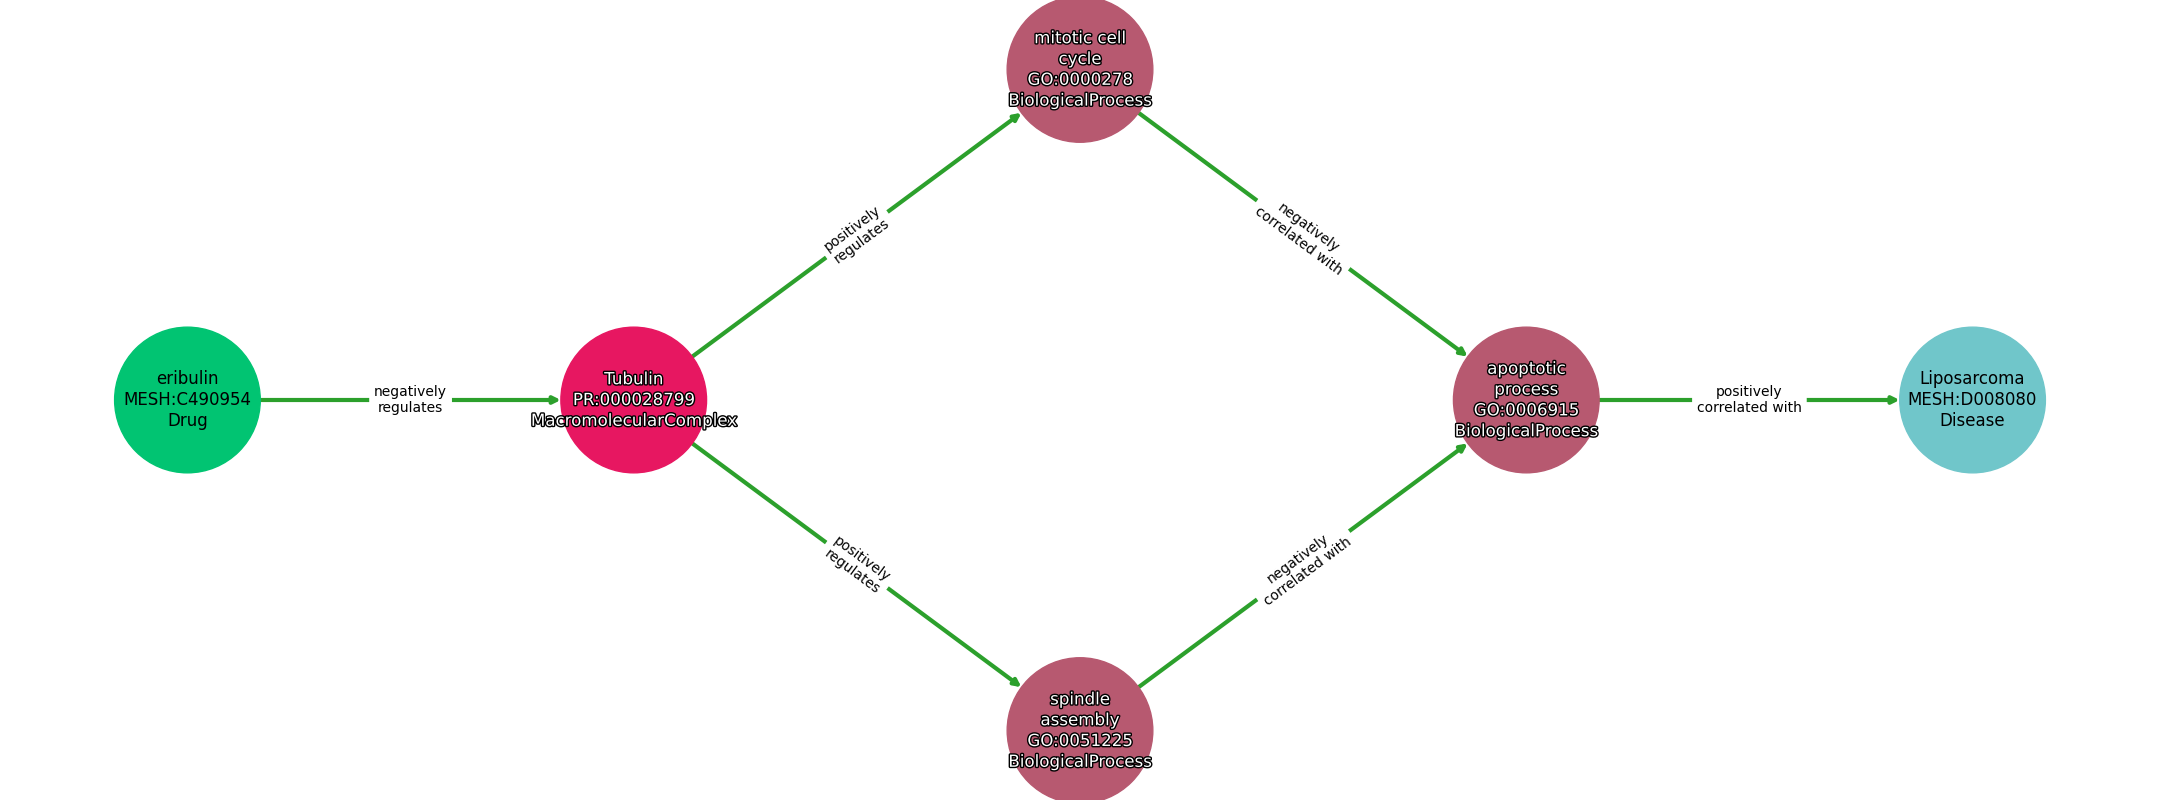 mitotic cell
cycle
GO:0000278
BiologicalProcess
positively
regulates
negatively
correlated with
eribulin
MESH:C490954
Drug
negatively
regulates
Tubulin
PR:000028799
MacromolecularComplex
apoptotic
process
GO:0006915
BiologicalProcess
positively
correlated with
Liposarcoma
MESH:D008080
Disease
positively
regulates
negatively
correlated with
spindle
assembly
GO:0051225
BiologicalProcess